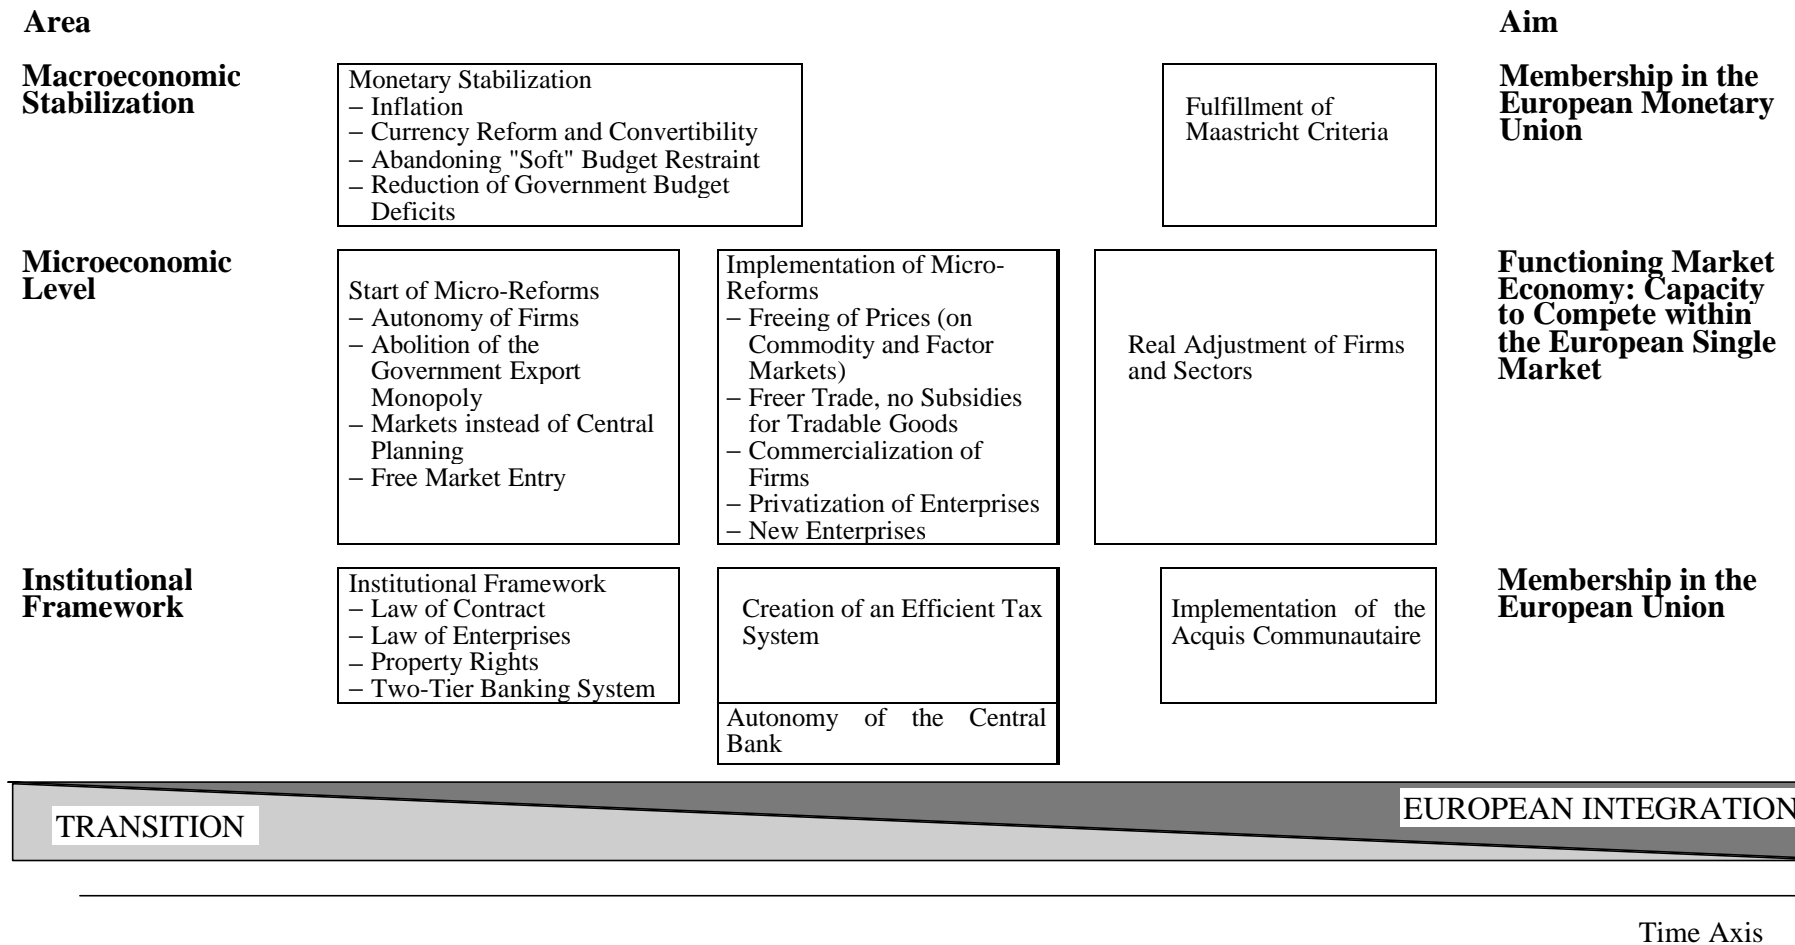 Area
Aim
Macroeconomic
Stabilization
Monetary Stabilization
– Inflation
– Currency Reform and Convertibility
– Abandoning "Soft" Budget Restraint
– Reduction of Government Budget
Deficits
Fulfillment of
Maastricht Criteria
Membership in the
European Monetary
Union
Microeconomic
Level
Start of Micro-Reforms
– Autonomy of Firms
– Abolition of the
Government Export
Monopoly
– Markets instead of Central
Planning
– Free Market Entry
Implementation of Micro-
Reforms
– Freeing of Prices (on
Commodity and Factor
Markets)
– Freer Trade, no Subsidies
for Tradable Goods
– Commercialization of
Firms
– Privatization of Enterprises
– New Enterprises
Real Adjustment of Firms
and Sectors
Functioning Market
Economy: Capacity
to Compete within
the European Single
Market
Institutional
Framework
Institutional Framework
– Law of Contract
– Law of Enterprises
– Property Rights
– Two-Tier Banking System
Creation of an Efficient Tax
System
Autonomy of the Central
Bank
Implementation of the
Acquis Communautaire
Membership in the
European Union
TRANSITION
EUROPEAN INTEGRATION
Time Axis